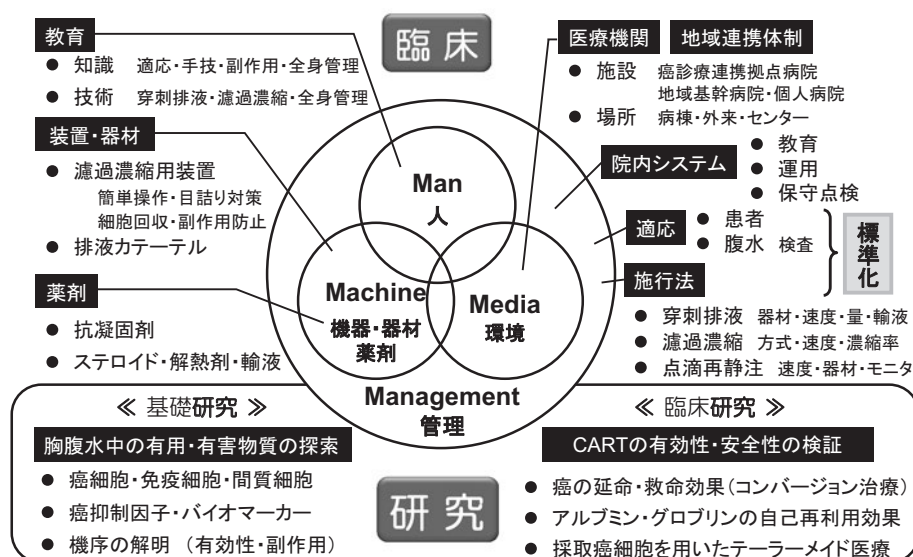 臨床
教育
● 知識 適応・手技・副作用・全身管理
● 技術 穿刺排液・濾過濃縮・全身管理
装置・器材
● 濾過濃縮用装置
簡単操作・目詰り対策
細胞回収・副作用防止
● 排液カテーテル
薬剤
● 抗凝固剤
● ステロイド・解熱剤・輸液
Man
人
Machine
機器・器材
薬剤
Media
環境
Management
管理
医療機関 地域連携体制
● 施設 癌診療連携拠点病院
地域基幹病院・個人病院
● 場所 病棟・外来・センター
院内システム
● 教育
● 運用
● 保守点検
適応
● 患者
● 腹水 検査
標準化
施行法
● 穿刺排液 器材・速度・量・輸液
● 濾過濃縮 方式・速度・濃縮率
● 点滴再静注 速度・器材・モニタ
≪ 基礎研究 ≫
胸腹水中の有用・有害物質の探索
● 癌細胞・免疫細胞・間質細胞
● 癌抑制因子・バイオマーカー
● 機序の解明 （有効性・副作用）
研究
≪ 臨床研究 ≫
CARTの有効性・安全性の検証
● 癌の延命・救命効果（コンバージョン治療）
● アルブミン・グロブリンの自己再利用効果
● 採取癌細胞を用いたテーラーメイド医療